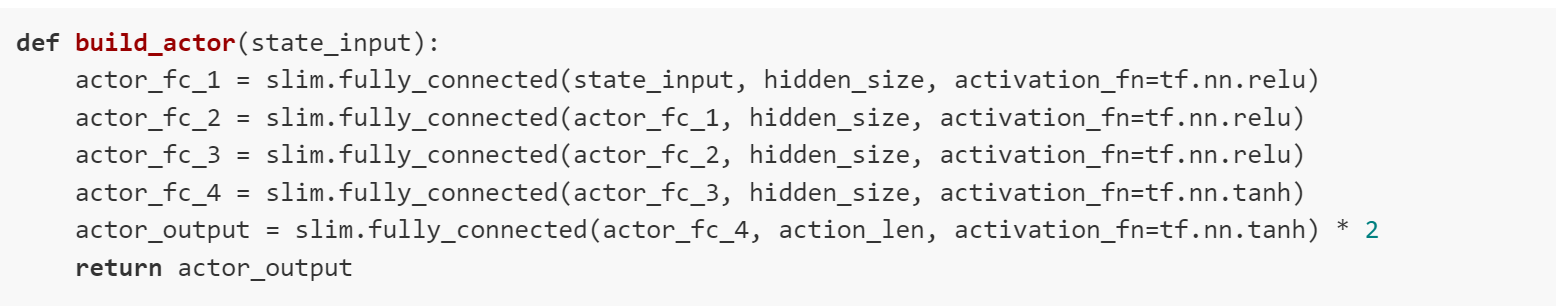 def build_actor(state_input):
    actor_fc_1 = slim.fully_connected(state_input, hidden_size, activation_fn=tf.nn.relu)
    actor_fc_2 = slim.fully_connected(actor_fc_1, hidden_size, activation_fn=tf.nn.relu)
    actor_fc_3 = slim.fully_connected(actor_fc_2, hidden_size, activation_fn=tf.nn.relu)
    actor_fc_4 = slim.fully_connected(actor_fc_3, hidden_size, activation_fn=tf.nn.tanh)
    actor_output = slim.fully_connected(actor_fc_4, action_len, activation_fn=tf.nn.tanh) * 2
    return actor_output